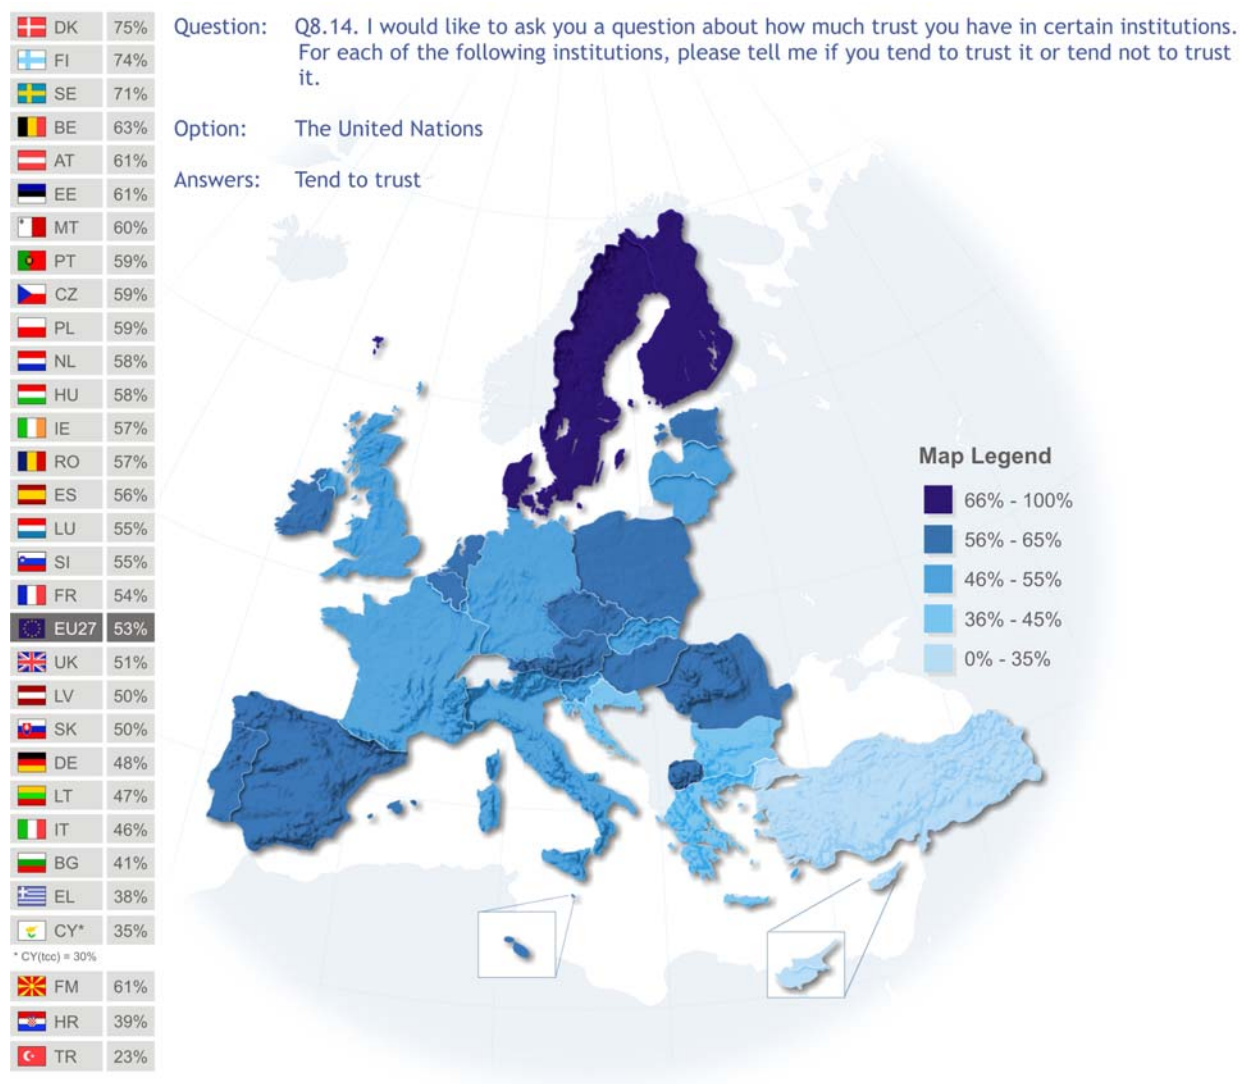 DK 75%
FI 74%
SE 71%
BE 63%
AT 61%
EE 61%
MT 60%
PT 59%
CZ 59%
PL 59%
NL 58%
HU 58%
IE 57%
RO 57%
ES 56%
LU 55%
SI 55%
FR 54%
EU27 53%
UK 51%
LV 50%
SK 50%
DE 48%
LT 47%
IT 46%
BG 41%
EL 38%
CY* 35%
* CY(tcc) = 30%
FM 61%
HR 39%
TR 23%
Question: Q8.14. I would like to ask you a question about how much trust you have in certain institutions.
For each of the following institutions, please tell me if you tend to trust it or tend not to trust
it.
Option: The United Nations
Answers: Tend to trust
Map Legend
66% - 100%
56% - 65%
46% - 55%
36% - 45%
0% - 35%